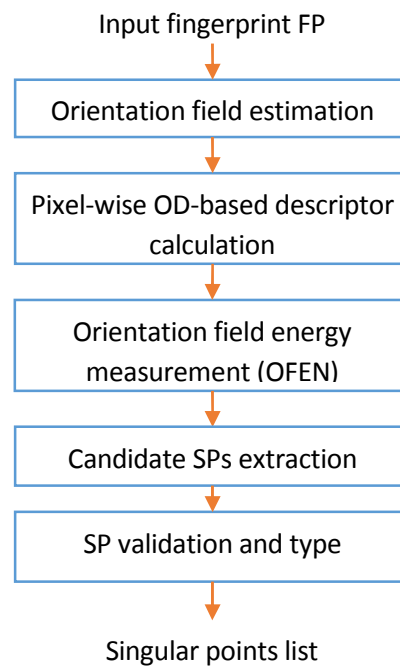 Input fingerprint FP
Orientation field estimation
Pixel-wise OD-based descriptor
calculation
Orientation field energy
measurement (OFEN)
Candidate SPs extraction
SP validation and type
Singular points list